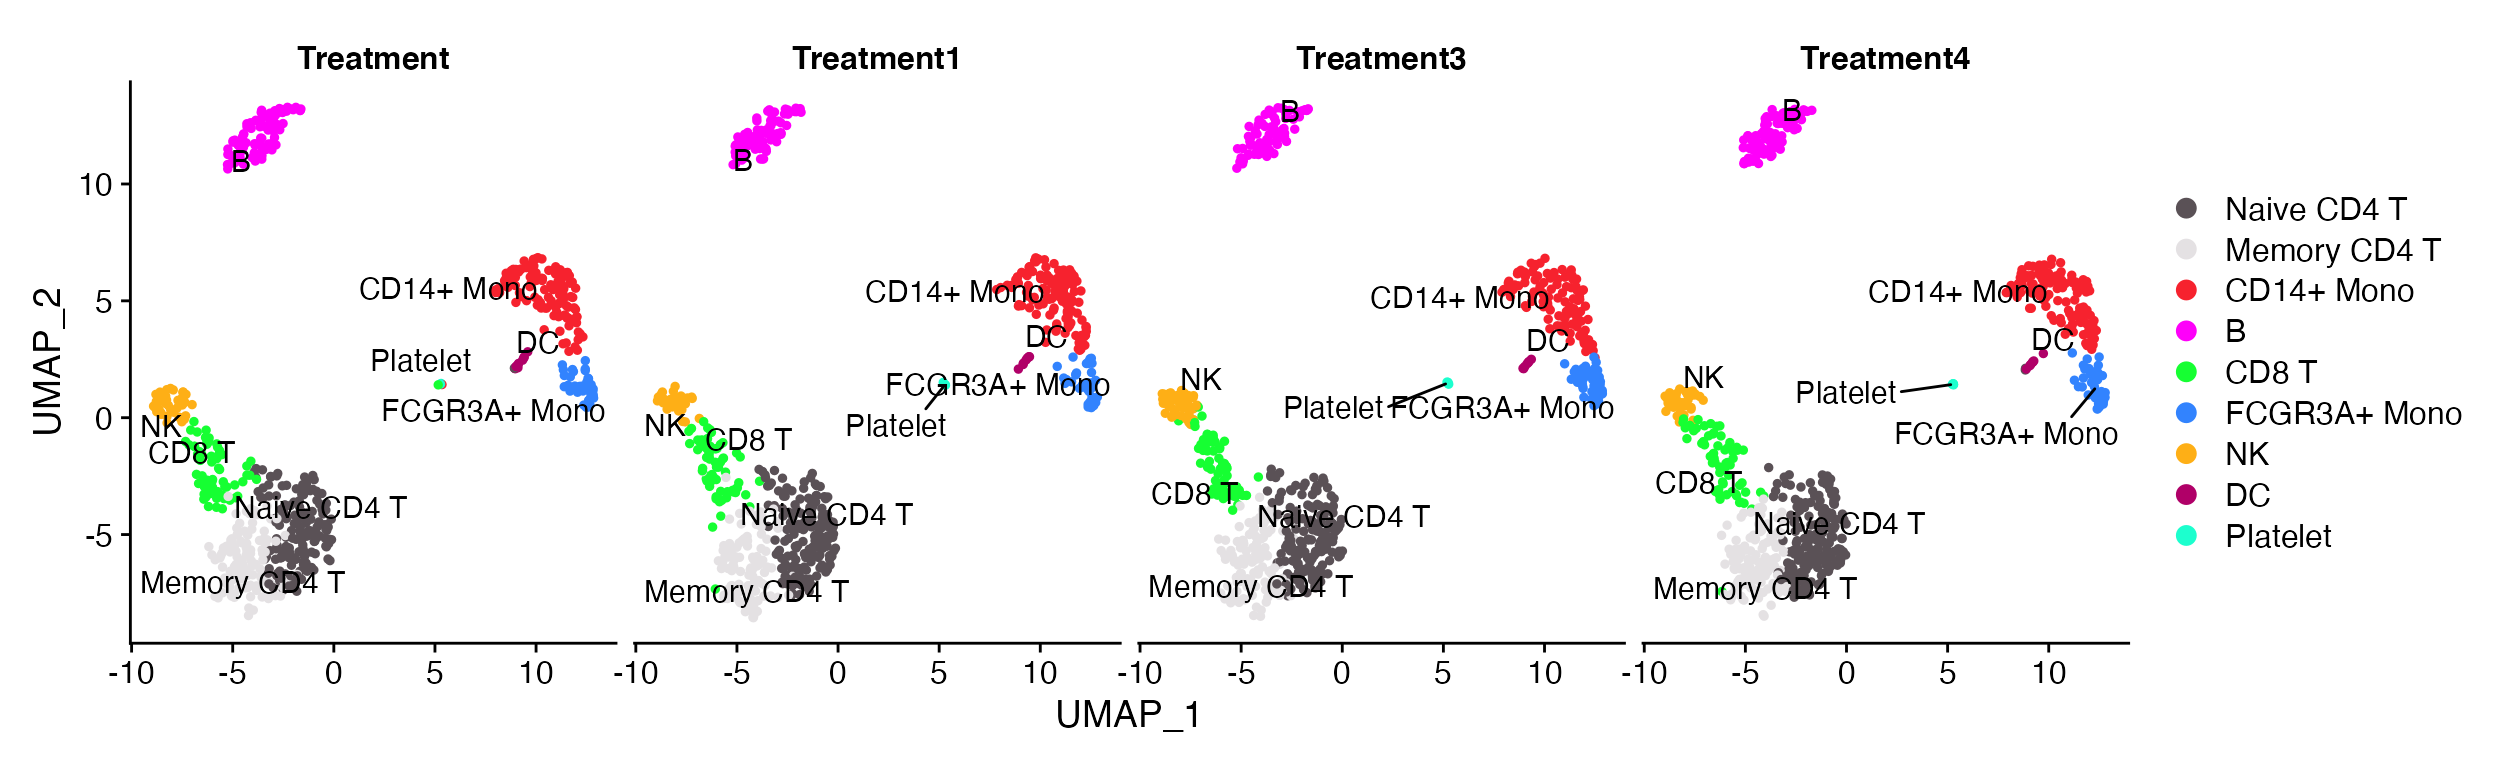 Treatment
Treatment1
Treatment3
Treatment4
UMAP_2
10
5
0
-5
B
CD14+ Mono
DC
Platelet
FCGR3A+ Mono
NK
CD8 T
Naive CD4 T
Memory CD4 T
B
CD14+ Mono
DC
FCGR3A+ Mono
Platelet
NK
CD8 T
Naive CD4 T
Memory CD4 T
B
CD14+ Mono
DC
NK
Platelet
FCGR3A+ Mono
CD8 T
Naive CD4 T
Memory CD4 T
B
CD14+ Mono
DC
NK
Platelet
FCGR3A+ Mono
CD8 T
Naive CD4 T
Memory CD4 T
-10 -5 0 5 10
-10 -5 0 5 10
-10 -5 0 5 10
-10 -5 0 5 10
UMAP_1
Naive CD4 T
Memory CD4 T
CD14+ Mono
B
CD8 T
FCGR3A+ Mono
NK
DC
Platelet